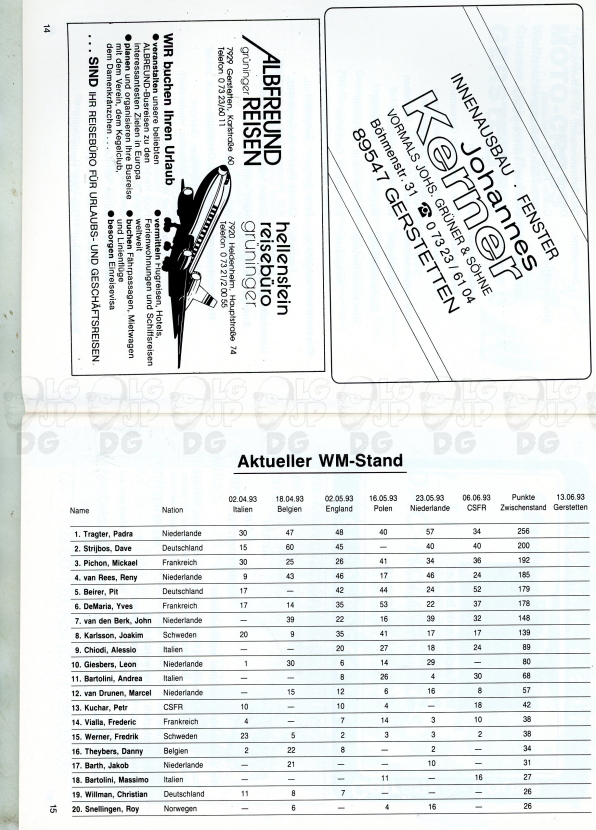 14
INNENAUSBAU · FENSTER
Johannes
Kerner
VORMALS JOHS. GRÜNER & SÖHNE
Böhmenstr. 31 ☎ 0 73 23 / 61 04
89547 GERSTETTEN
ALBFREUND
grüninger REISEN
7929 Gerstetten, Karlstraße 60
Telefon 0 73 23/60 11
hellenstein
reisebüro
grüninger
7920 Heidenheim, Hauptstraße 74
Telefon 0 73 21/2 00 55
WIR buchen Ihren Urlaub
● veranstalten unsere beliebten
ALBREUND-Busreisen zu den
interessantesten Zielen in Europa
● planen und organisieren Ihre Busreise
mit dem Verein, dem Kegelclub,
dem Damenkränzchen . . .
● vermitteln Flugreisen, Hotels,
Ferienwohnungen und Schiffsreisen
weltweit
● buchen Fährpassagen, Mietwagen
und Linienflüge
● besorgen Einreisevisa
. . . SIND IHR REISEBÜRO FÜR URLAUBS- UND GESCHÄFTSREISEN.
Aktueller WM-Stand
02.04.93 18.04.93 02.05.93 16.05.93 23.05.93 06.06.93 Punkte 13.06.93
Name Nation Italien Belgien England Polen Niederlande CSFR Zwischenstand Gerstetten
1. Tragter, Padra Niederlande 30 47 48 40 57 34 256
2. Strijbos, Dave Deutschland 15 60 45 — 40 40 200
3. Pichon, Mickael Frankreich 30 25 26 41 34 36 192
4. van Rees, Reny Niederlande 9 43 46 17 46 24 185
5. Beirer, Pit Deutschland 17 — 42 44 24 52 179
6. DeMaria, Yves Frankreich 17 14 35 53 22 37 178
7. van den Berk, John Niederlande — 39 22 16 39 32 148
8. Karlsson, Joakim Schweden 20 9 35 41 17 17 139
9. Chiodi, Alessio Italien — — 20 27 18 24 89
10. Giesbers, Leon Niederlande 1 30 6 14 29 — 80
11. Bartolini, Andrea Italien — — 8 26 4 30 68
12. van Drunen, Marcel Niederlande — 15 12 6 16 8 57
13. Kuchar, Petr CSFR 10 — 10 4 — 18 42
14. Vialla, Frederic Frankreich 4 — 7 14 3 10 38
15. Werner, Fredrik Schweden 23 5 2 3 3 2 38
16. Theybers, Danny Belgien 2 22 8 — 2 — 34
17. Barth, Jakob Niederlande — 21 — — 10 — 31
18. Bartolini, Massimo Italien — — — 11 — 16 27
19. Willman, Christian Deutschland 11 8 7 — — — 26
20. Snellingen, Roy Norwegen — 6 — 4 16 — 26
15
LG JP DG